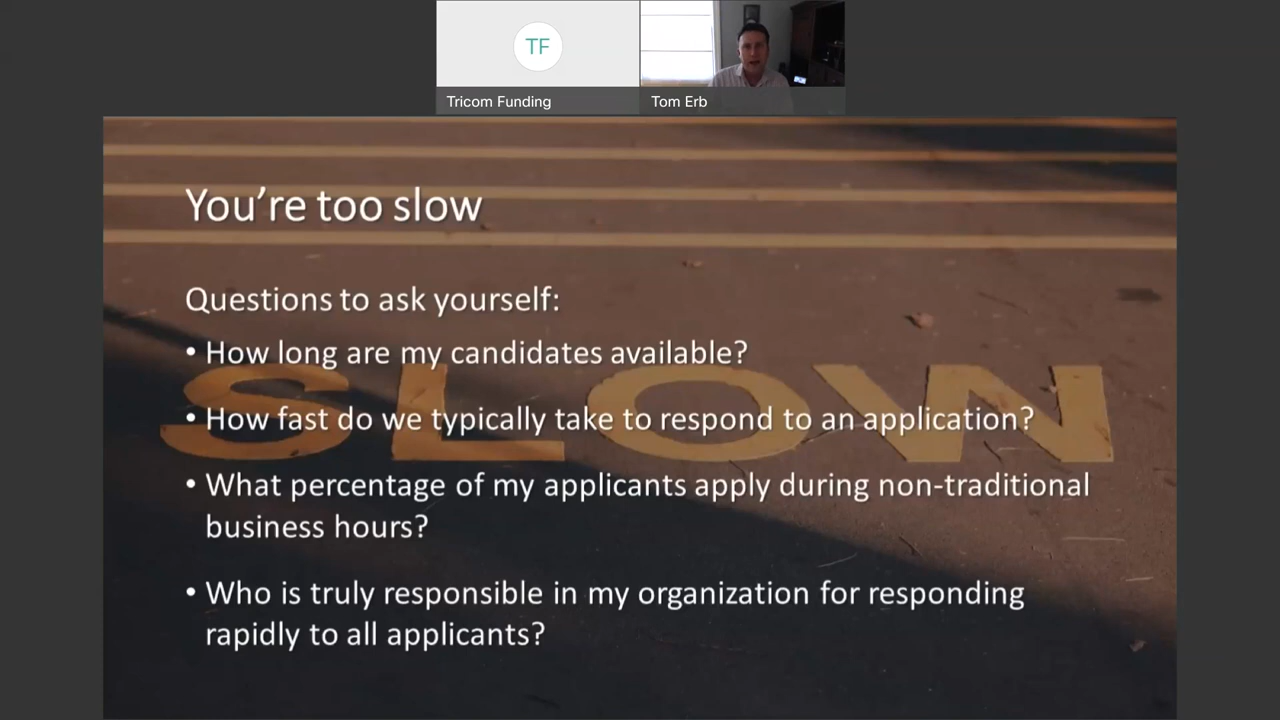 TF
Tricom Funding
Tom Erb
You’re too slow
Questions to ask yourself:
• How long are my candidates available?
SLOW
• How fast do we typically take to respond to an application?
• What percentage of my applicants apply during non-traditional
business hours?
• Who is truly responsible in my organization for responding
rapidly to all applicants?